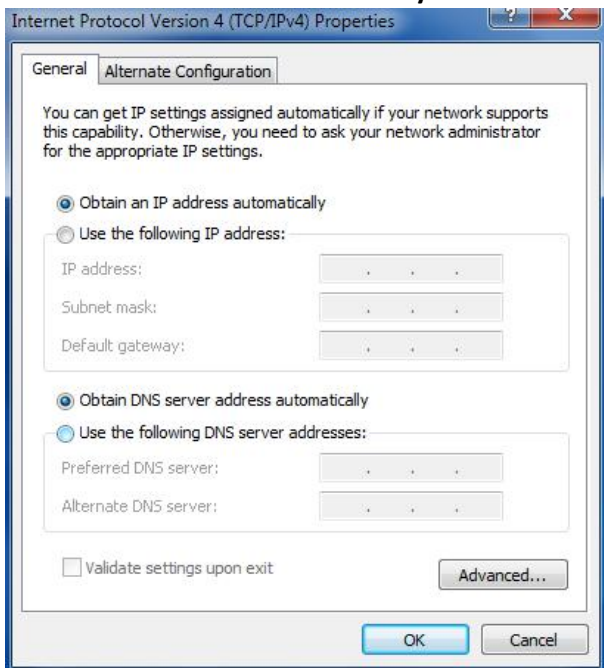 Internet Protocol Version 4 (TCP/IPv4) Properties
? X
General Alternate Configuration
You can get IP settings assigned automatically if your network supports
this capability. Otherwise, you need to ask your network administrator
for the appropriate IP settings.
Obtain an IP address automatically
Use the following IP address:
IP address: . . .
Subnet mask: . . .
Default gateway: . . .
Obtain DNS server address automatically
Use the following DNS server addresses:
Preferred DNS server: . . .
Alternate DNS server: . . .
Validate settings upon exit
Advanced...
OK Cancel